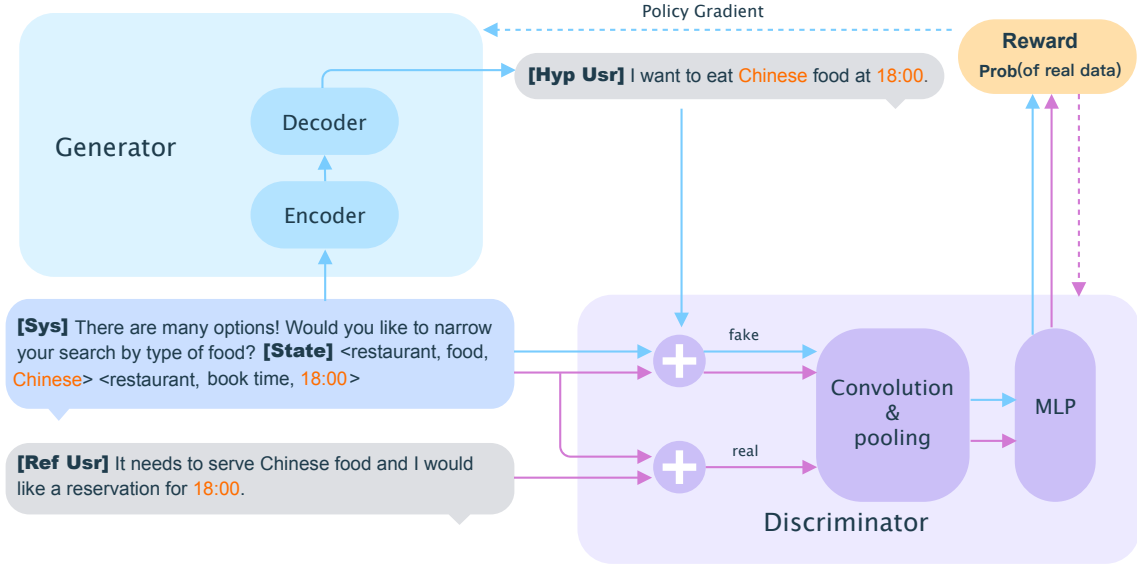 Policy Gradient
Reward
Prob(of real data)
[Hyp Usr] I want to eat Chinese food at 18:00.
Decoder
Generator
Encoder
[Sys] There are many options! Would you like to narrow
your search by type of food? [State] <restaurant, food,
Chinese> <restaurant, book time, 18:00>
fake
Convolution
&
pooling
MLP
[Ref Usr] It needs to serve Chinese food and I would
like a reservation for 18:00.
real
Discriminator